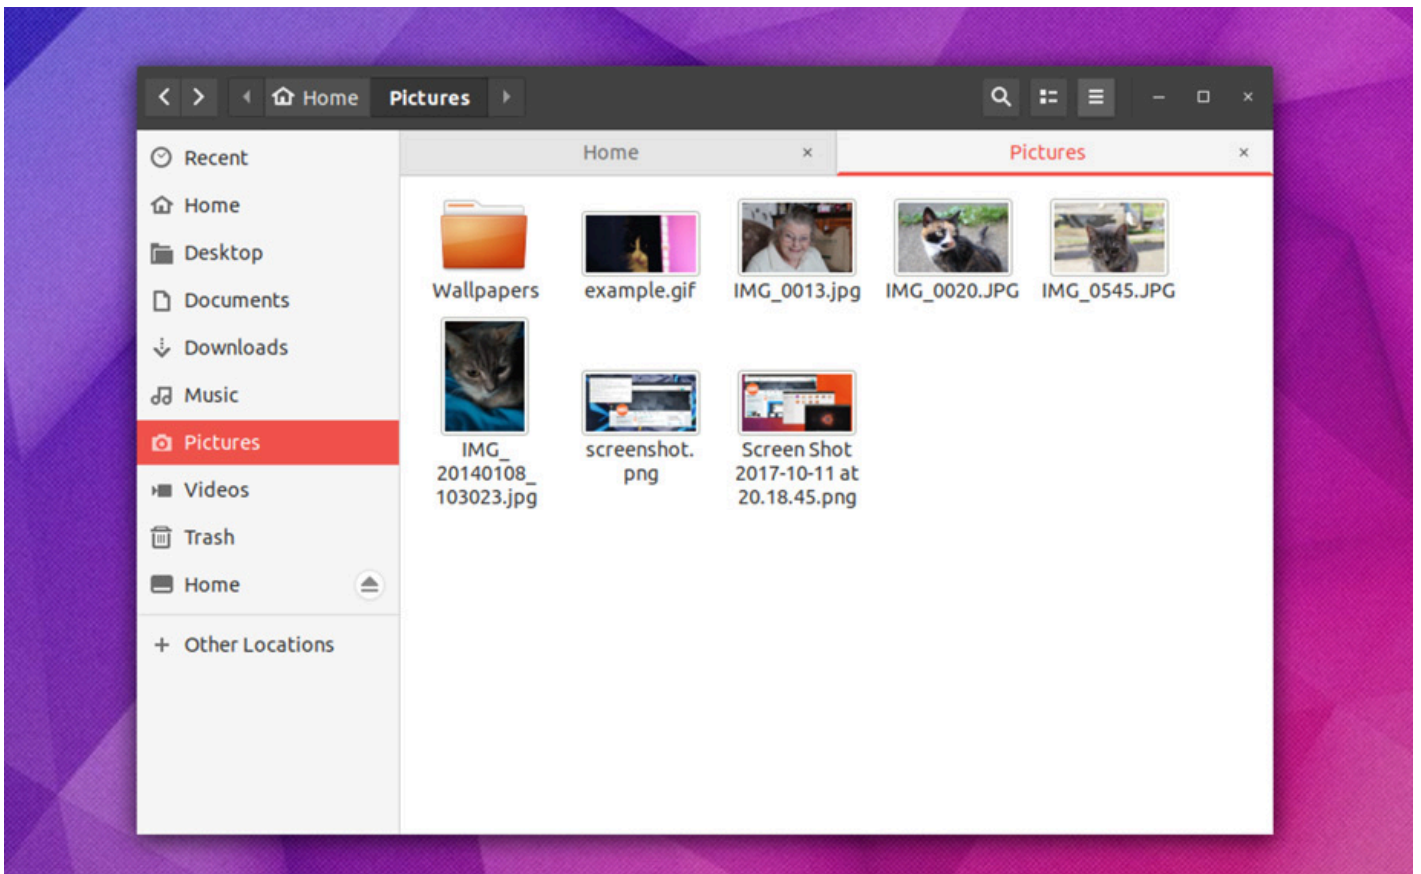 Home
Pictures
Recent
Home
Desktop
Documents
Downloads
Music
Pictures
Videos
Trash
Home
Other Locations
Home
Pictures
Wallpapers
example.gif
IMG_0013.jpg
IMG_0020.JPG
IMG_0545.JPG
IMG_
20140108_
103023.jpg
screenshot.
png
Screen Shot
2017-10-11 at
20.18.45.png